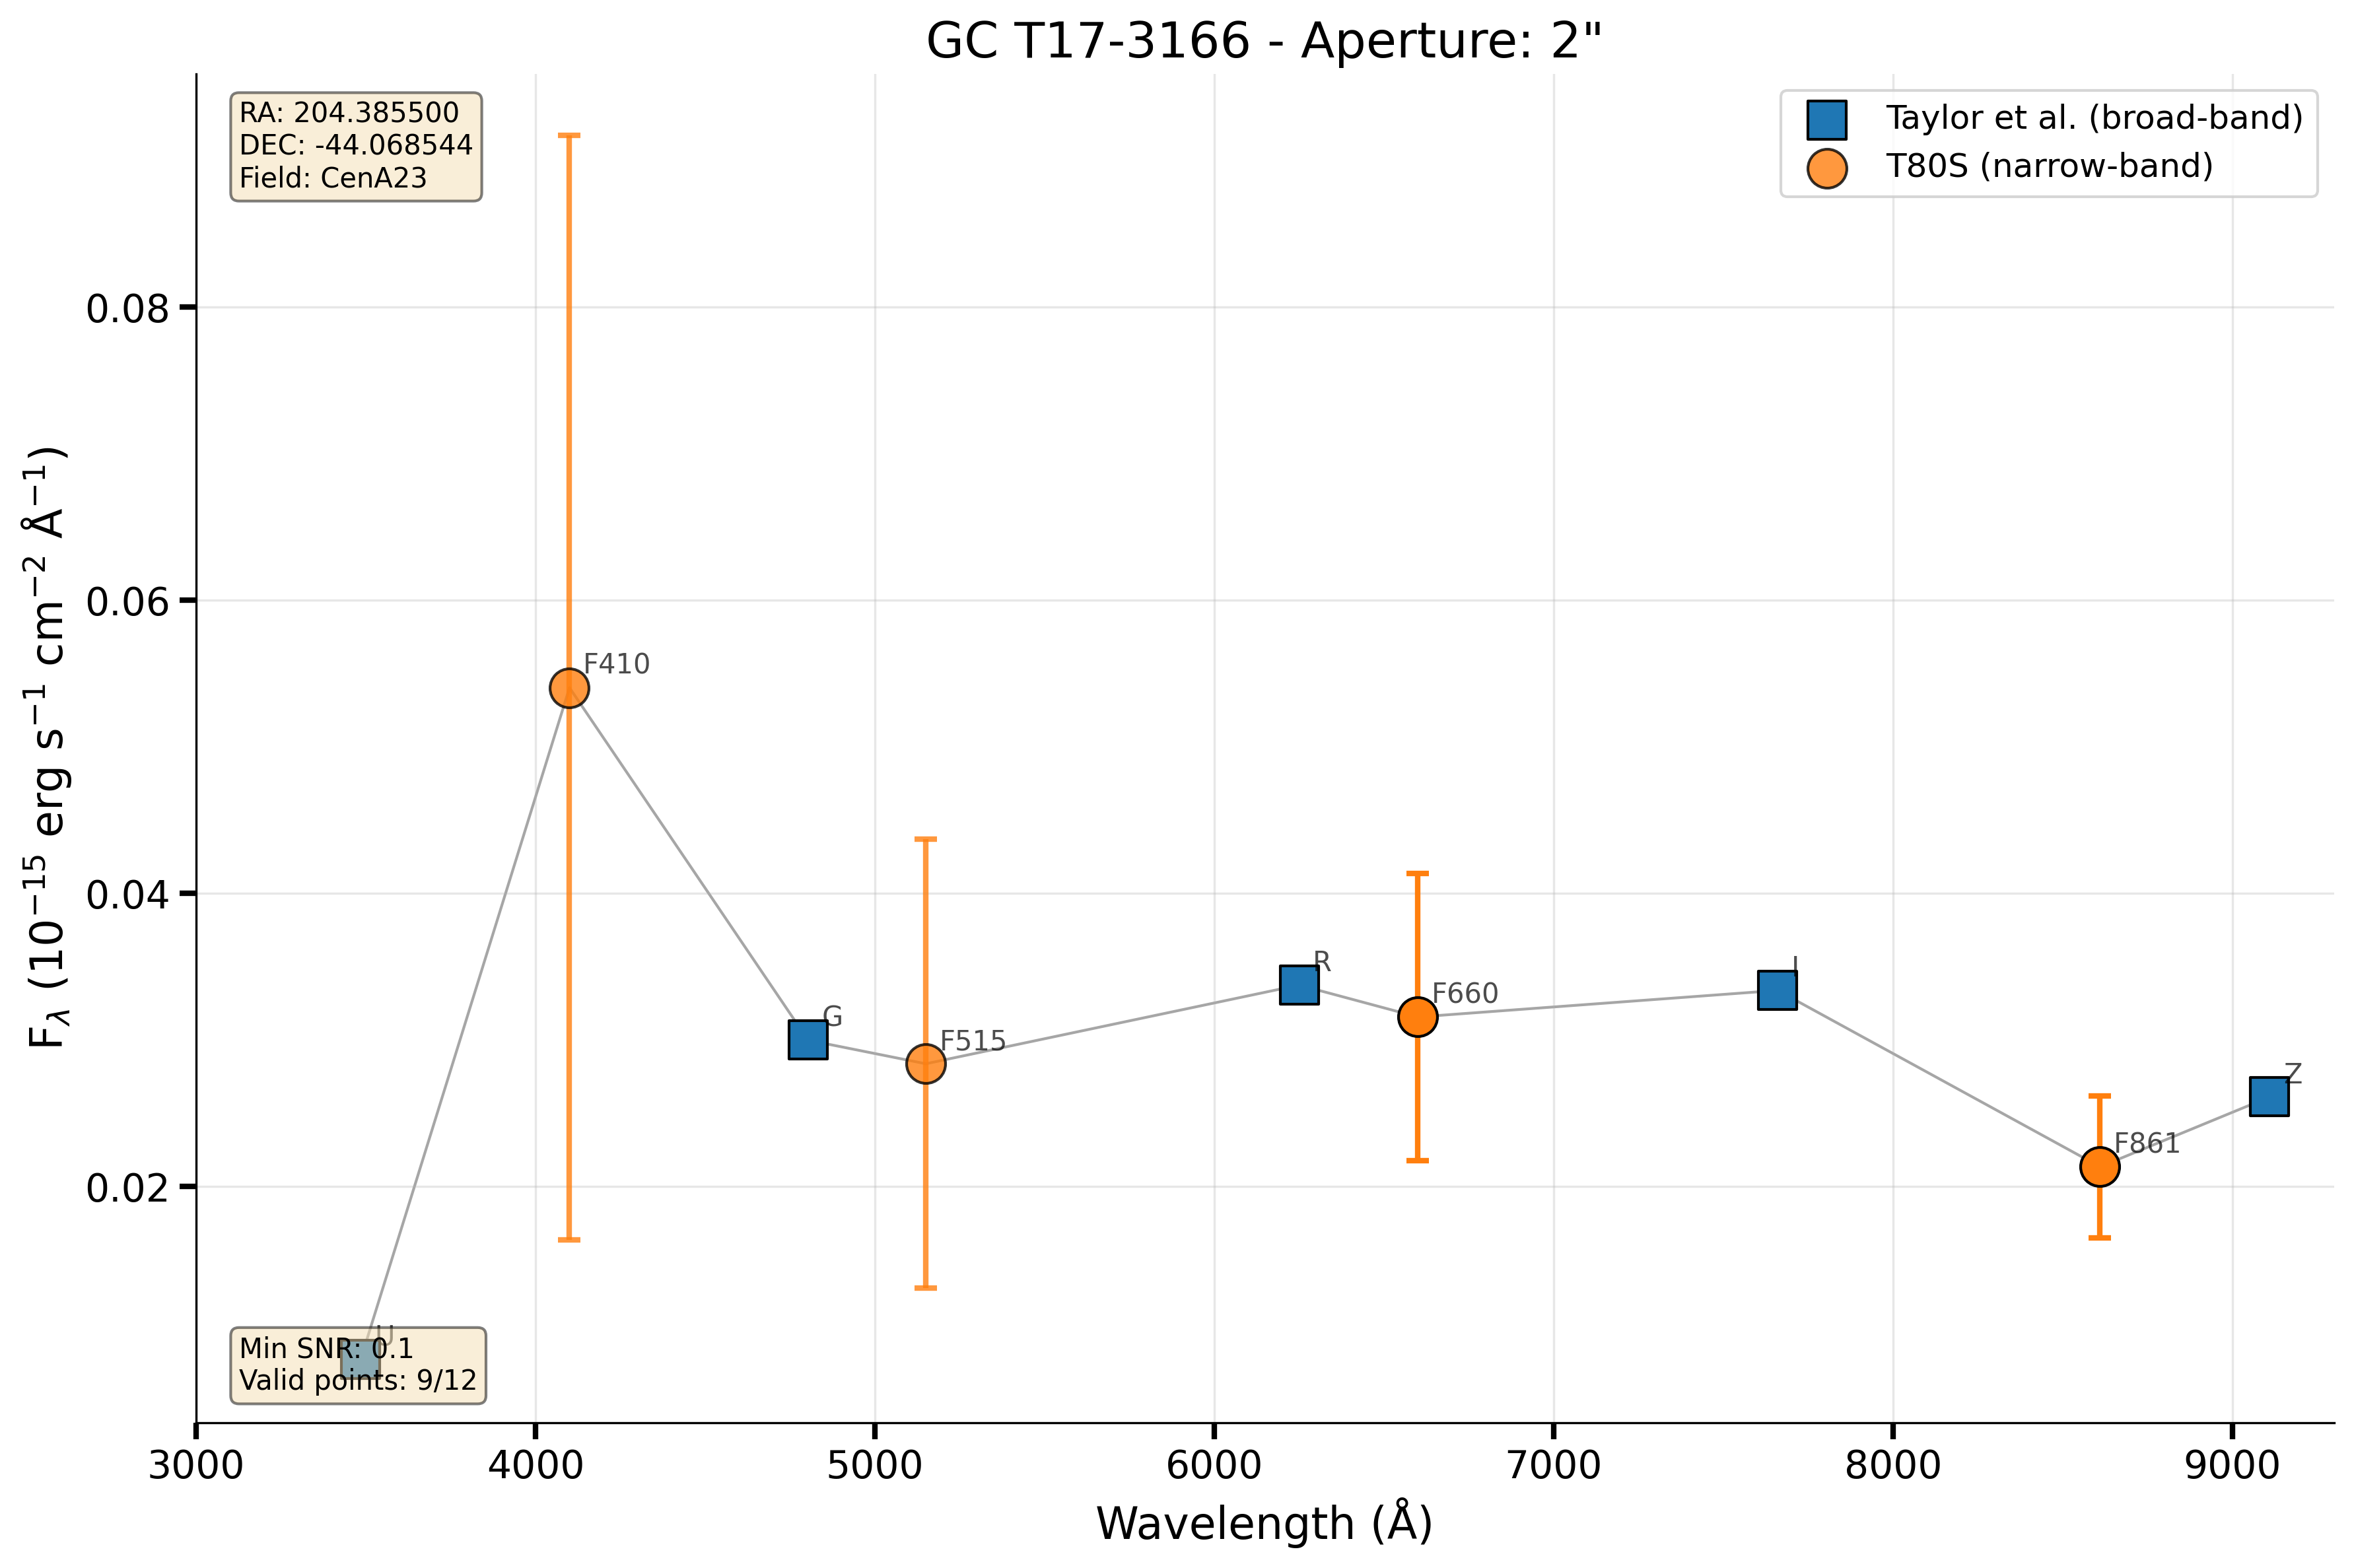 GC T17-3166 - Aperture: 2"
RA: 204.385500
DEC: -44.068544
Field: CenA23
Taylor et al. (broad-band)
T80S (narrow-band)
F_λ (10⁻¹⁵ erg s⁻¹ cm⁻² Å⁻¹)
0.08
0.06
0.04
0.02
F410
G
F515
R
F660
I
F861
Z
U
Min SNR: 0.1
Valid points: 9/12
3000 4000 5000 6000 7000 8000 9000
Wavelength (Å)